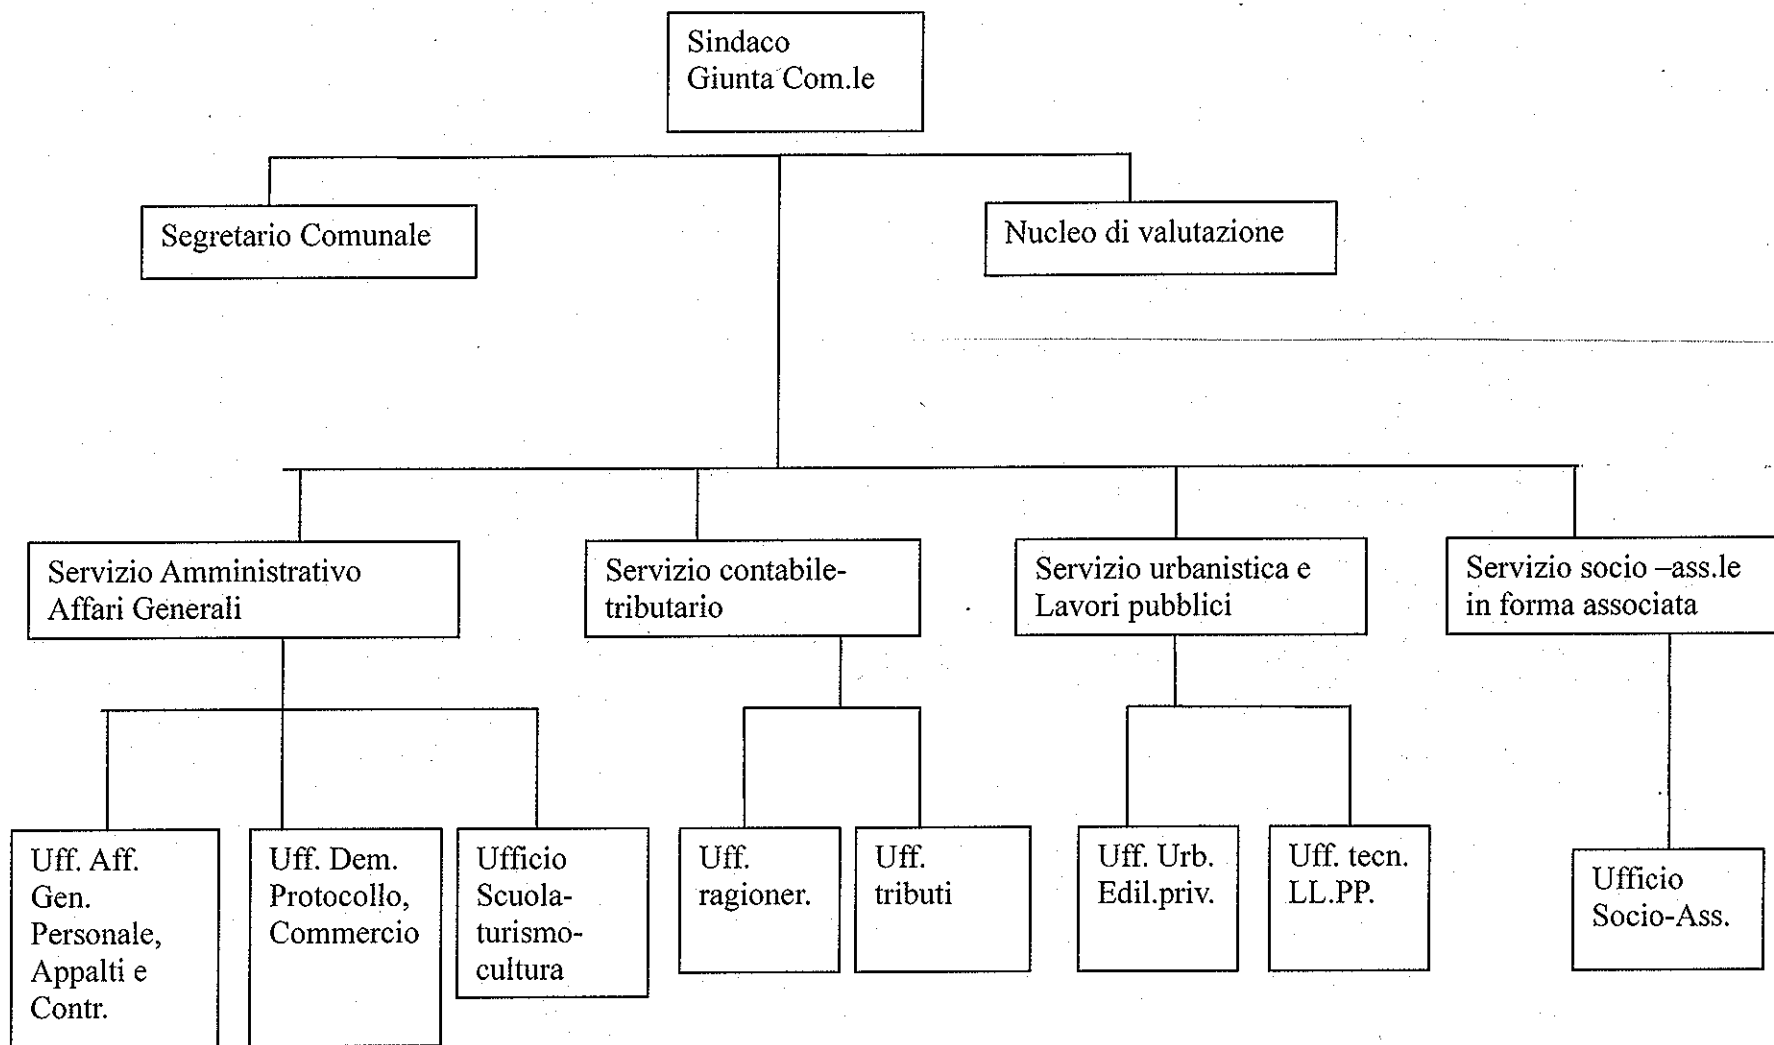 Sindaco
Giunta Com.le
Segretario Comunale
Nucleo di valutazione
Servizio Amministrativo
Affari Generali
Servizio contabile-
tributario
Servizio urbanistica e
Lavori pubblici
Servizio socio –ass.le
in forma associata
Uff. Aff.
Gen.
Personale,
Appalti e
Contr.
Uff. Dem.
Protocollo,
Commercio
Ufficio
Scuola-
turismo-
cultura
Uff.
ragioner.
Uff.
tributi
Uff. Urb.
Edil.priv.
Uff. tecn.
LL.PP.
Ufficio
Socio-Ass.